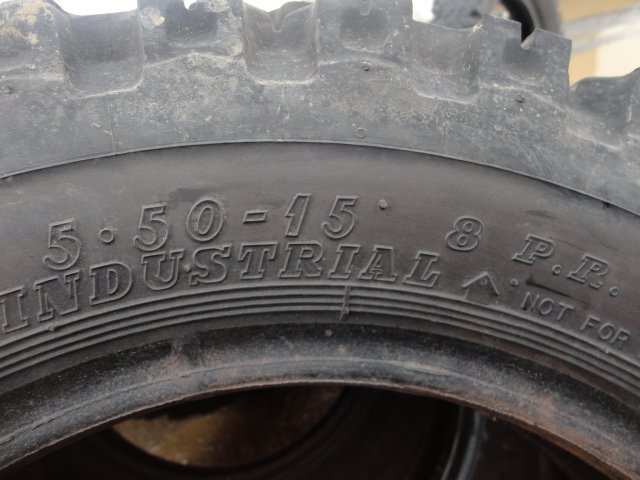 5·50-15 8 P.R.
INDUSTRIAL NOT FOR